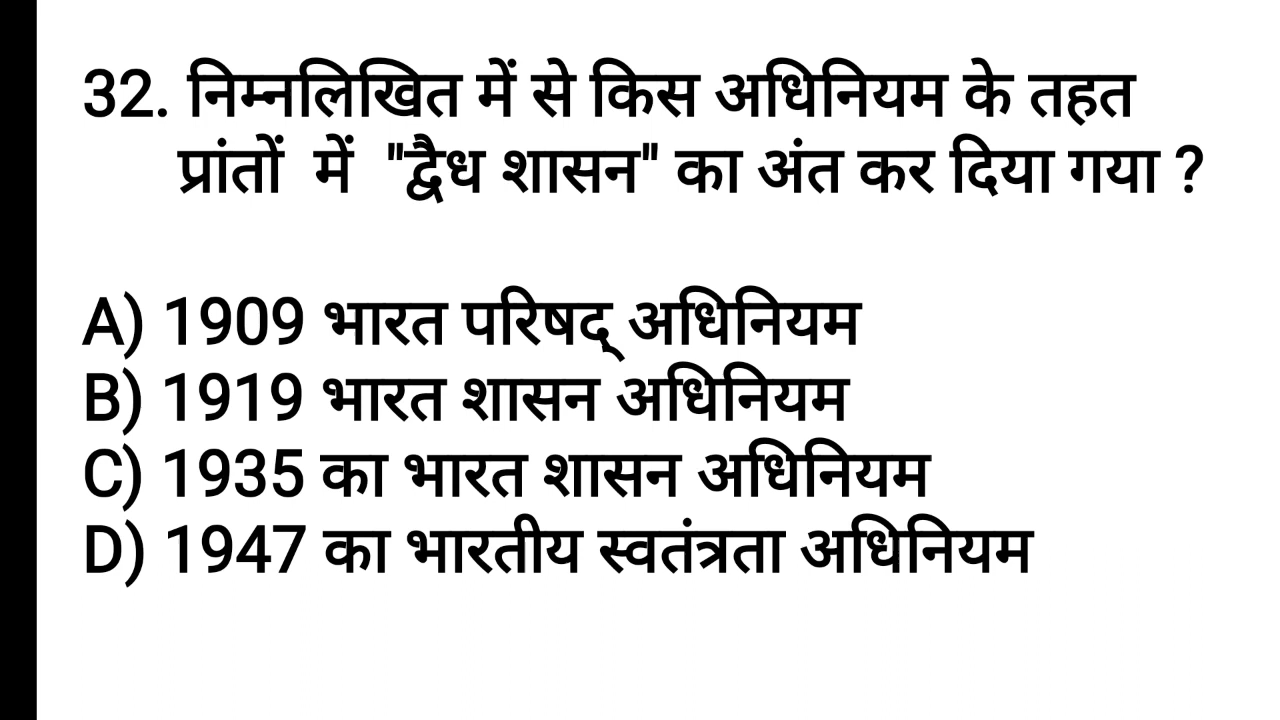 32. निम्नलिखित में से किस अधिनियम के तहत
प्रांतों में "द्वैध शासन" का अंत कर दिया गया ?
A) 1909 भारत परिषद् अधिनियम
B) 1919 भारत शासन अधिनियम
C) 1935 का भारत शासन अधिनियम
D) 1947 का भारतीय स्वतंत्रता अधिनियम